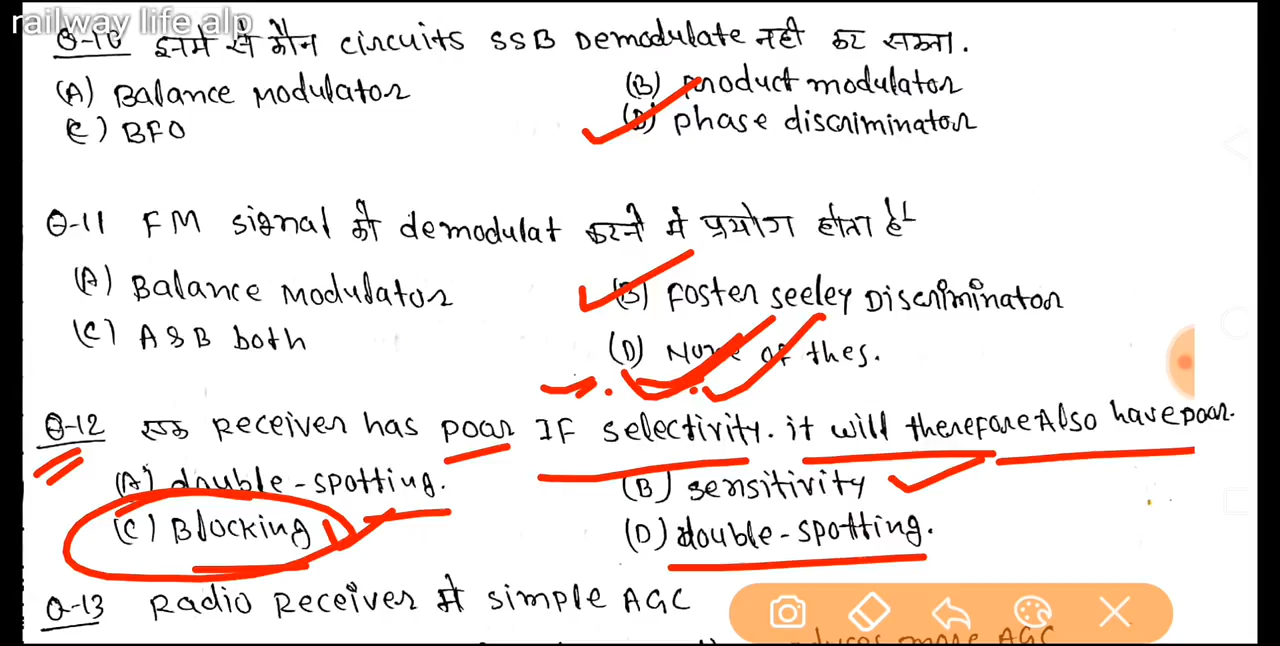 railway life alp
Q-10 इनमे से कौन circuits SSB Demodulate नही कर सकता.
(A) Balance Modulator (B) product modulator
(C) BFO (D) phase discriminator
Q-11 FM signal को demodulat करने मे प्रयोग होता है
(A) Balance Modulator (B) Foster seeley Discriminator
(C) A & B both (D) None of thes.
Q-12 एक Receiver has poor IF selectivity. it will therefore Also have poor.
(A) double-spotting. (B) sensitivity
(C) Blocking (D) double-spotting.
Q-13 Radio Receiver मे simple AGC
more AGC